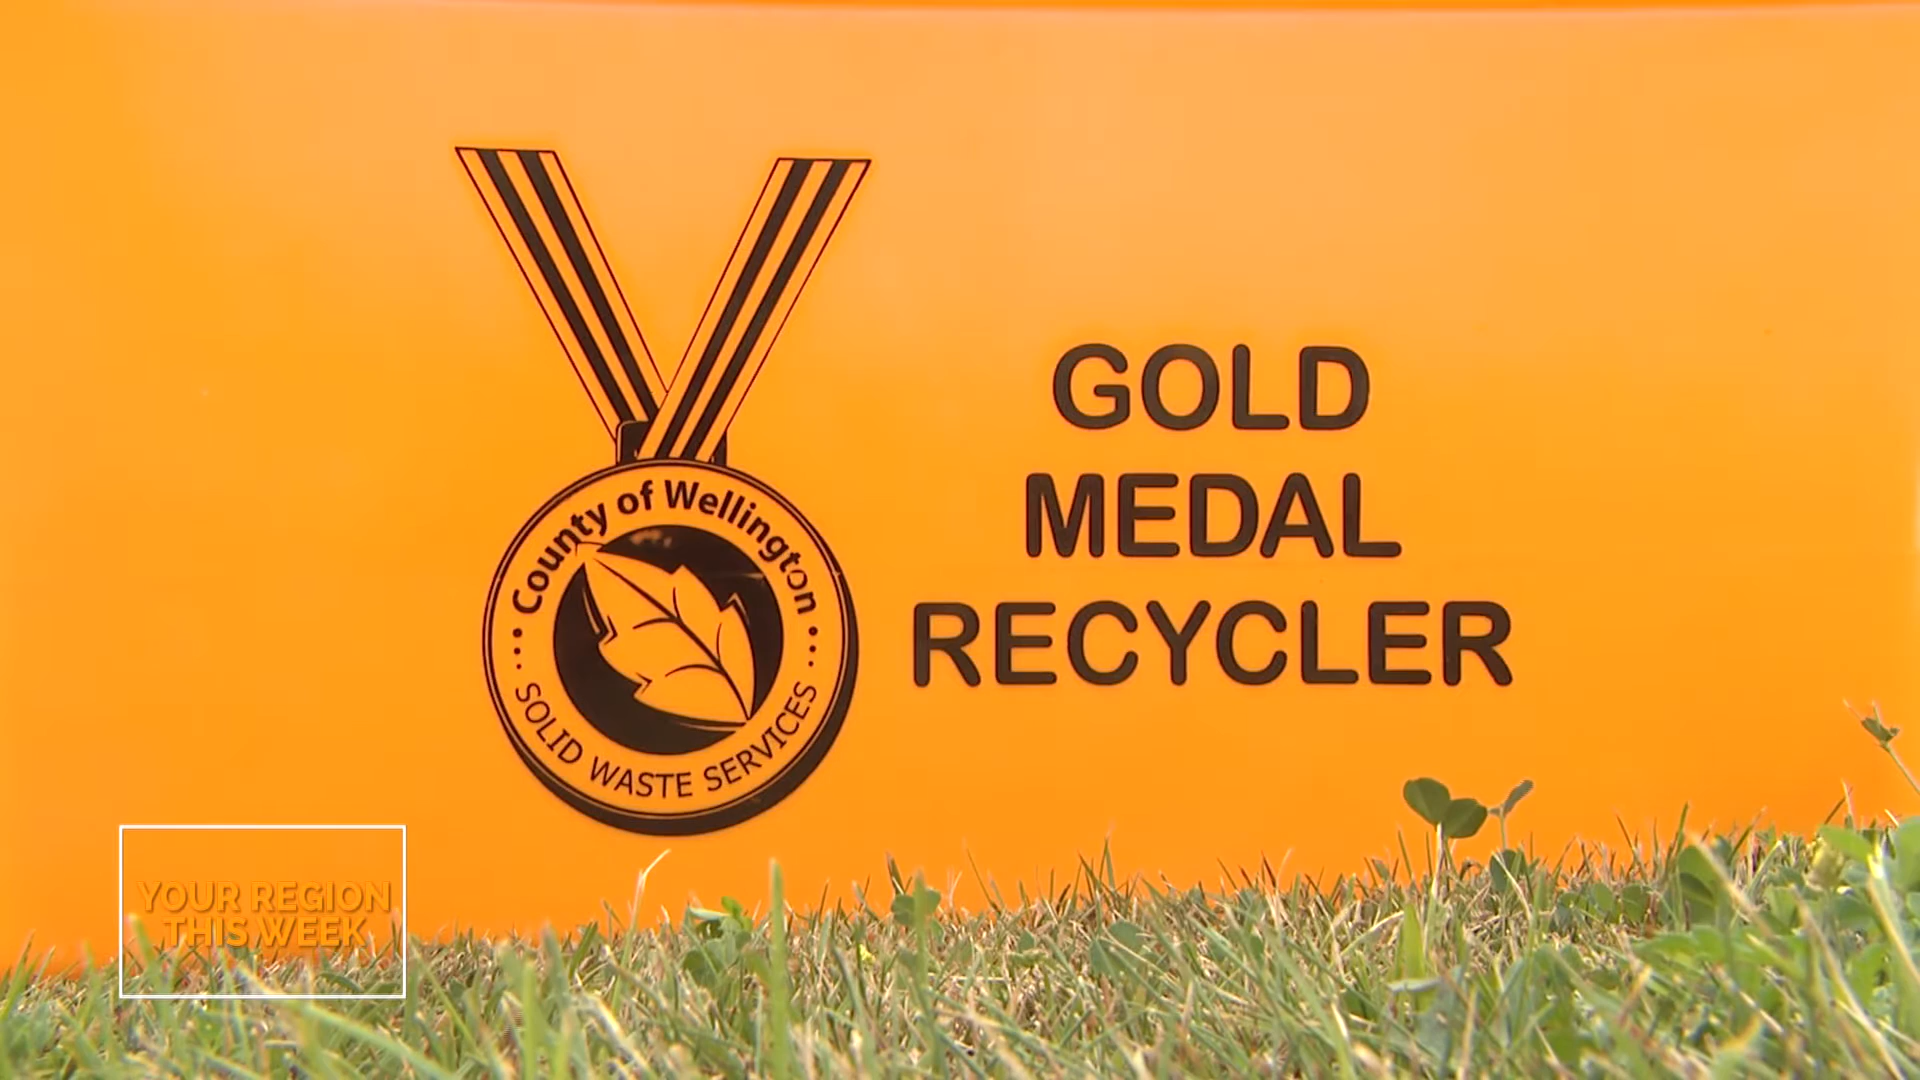 County of Wellington
SOLID WASTE SERVICES
GOLD
MEDAL
RECYCLER
YOUR REGION
THIS WEEK